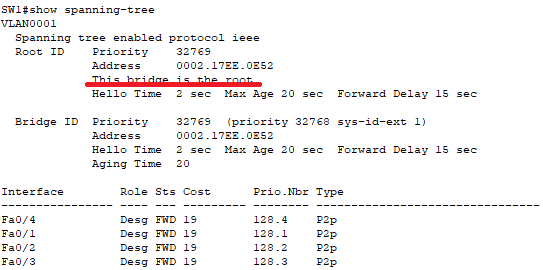 SW1#show spanning-tree
VLAN0001
Spanning tree enabled protocol ieee
Root ID Priority 32769
Address 0002.17EE.0E52
This bridge is the root
Hello Time 2 sec Max Age 20 sec Forward Delay 15 sec
Bridge ID Priority 32769 (priority 32768 sys-id-ext 1)
Address 0002.17EE.0E52
Hello Time 2 sec Max Age 20 sec Forward Delay 15 sec
Aging Time 20
Interface Role Sts Cost Prio.Nbr Type
---------------- ---- --- --------- -------- --------------------------------
Fa0/4 Desg FWD 19 128.4 P2p
Fa0/1 Desg FWD 19 128.1 P2p
Fa0/2 Desg FWD 19 128.2 P2p
Fa0/3 Desg FWD 19 128.3 P2p